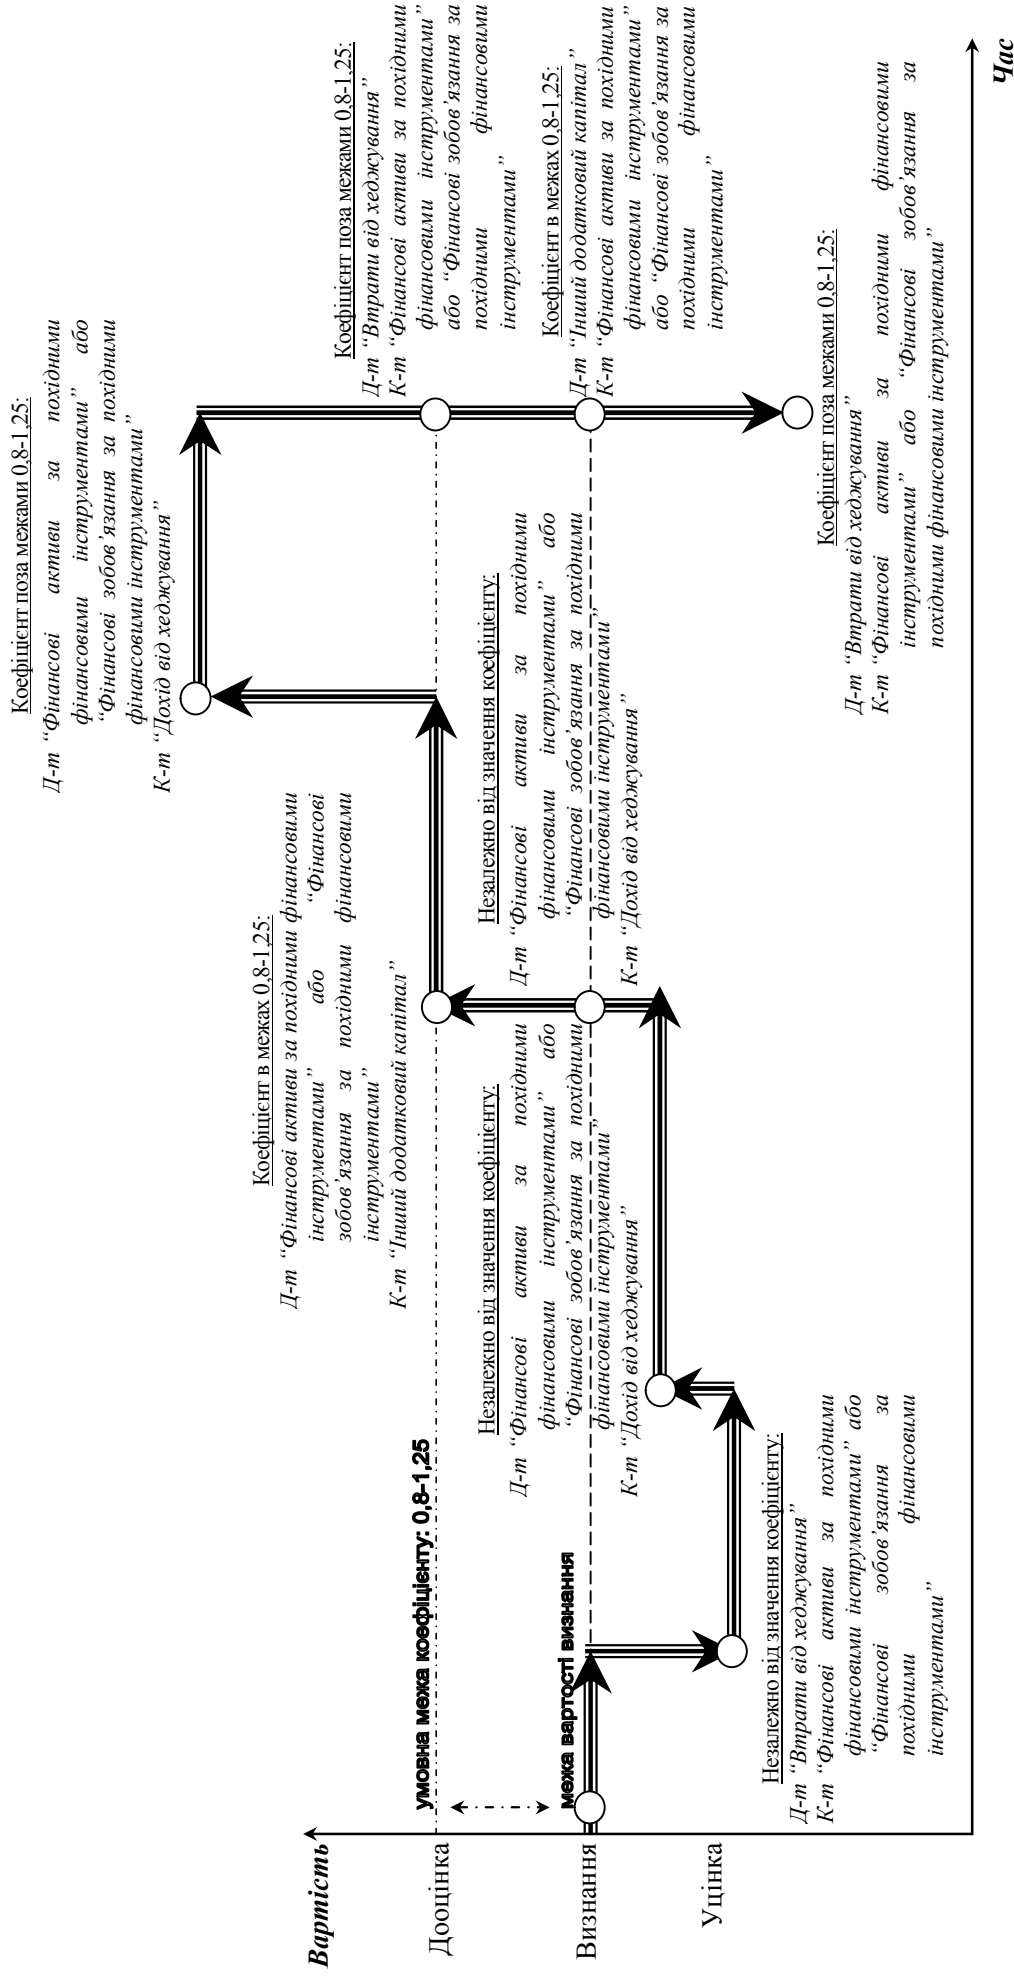 Вартість
Дооцінка
Визнання
Уцінка
Час
умовна межа коефіцієнту: 0,8-1,25
межа вартості визнання
Незалежно від значення коефіцієнту:
Д-т “Втрати від хеджування”
К-т “Фінансові активи за похідними
фінансовими інструментами” або
“Фінансові зобов’язання за
похідними фінансовими
інструментами”
Незалежно від значення коефіцієнту:
Д-т “Фінансові активи за похідними
фінансовими інструментами” або
“Фінансові зобов’язання за похідними
фінансовими інструментами”
К-т “Дохід від хеджування”
Коефіцієнт в межах 0,8-1,25:
Д-т “Фінансові активи за похідними фінансовими
інструментами” або “Фінансові
зобов’язання за похідними фінансовими
інструментами”
К-т “Інший додатковий капітал”
Незалежно від значення коефіцієнту:
Д-т “Фінансові активи за похідними
фінансовими інструментами” або
“Фінансові зобов’язання за похідними
фінансовими інструментами”
К-т “Дохід від хеджування”
Коефіцієнт поза межами 0,8-1,25:
Д-т “Фінансові активи за похідними
фінансовими інструментами” або
“Фінансові зобов’язання за похідними
фінансовими інструментами”
К-т “Дохід від хеджування”
Коефіцієнт поза межами 0,8-1,25:
Д-т “Втрати від хеджування”
К-т “Фінансові активи за похідними
фінансовими інструментами”
або “Фінансові зобов’язання за
похідними фінансовими
інструментами”
Коефіцієнт в межах 0,8-1,25:
Д-т “Інший додатковий капітал”
К-т “Фінансові активи за похідними
фінансовими інструментами”
або “Фінансові зобов’язання за
похідними фінансовими
інструментами”
Коефіцієнт поза межами 0,8-1,25:
Д-т “Втрати від хеджування”
К-т “Фінансові активи за похідними фінансовими
інструментами” або “Фінансові зобов’язання за
похідними фінансовими інструментами”